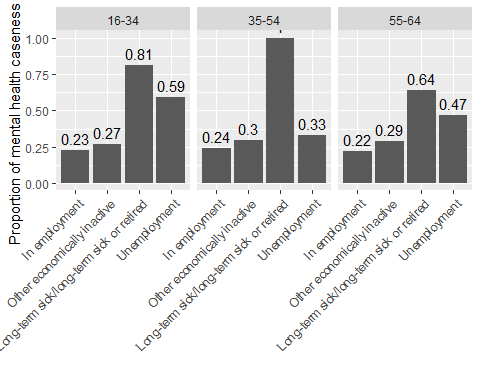 Proportion of mental health caseness
16-34
35-54
55-64
1.00
0.75
0.50
0.25
0.00
0.23
0.27
0.81
0.59
0.24
0.3
0.33
0.22
0.29
0.64
0.47
In employment
Other economically inactive
Long-term sick/long-term sick or retired
Unemployment
In employment
Other economically inactive
Long-term sick/long-term sick or retired
Unemployment
In employment
Other economically inactive
Long-term sick/long-term sick or retired
Unemployment